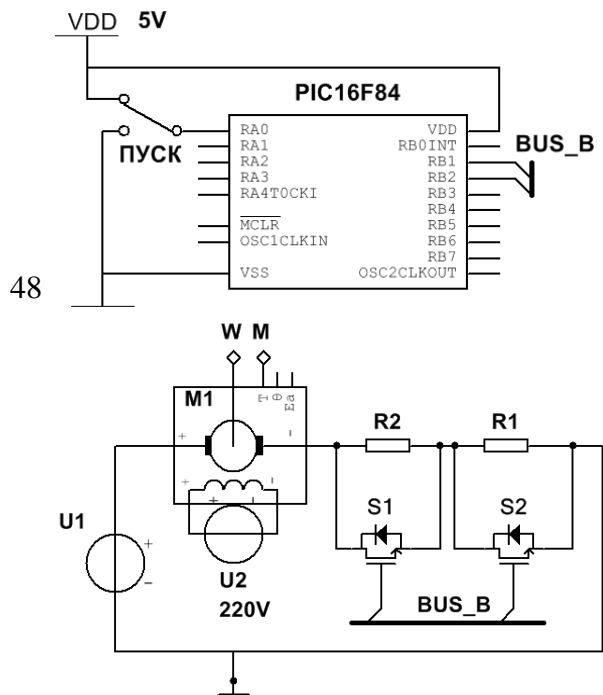 VDD 5V
PIC16F84
ПУСК
RA0
RA1
RA2
RA3
RA4T0CKI
MCLR
OSC1CLKIN
VSS
VDD
RB0INT
RB1
RB2
RB3
RB4
RB5
RB6
RB7
OSC2CLKOUT
BUS_B
48
W M
M1
T
θ
Ea
+
-
R2
R1
+
-
+
-
S1
S2
U1
+
-
U2
220V
BUS_B